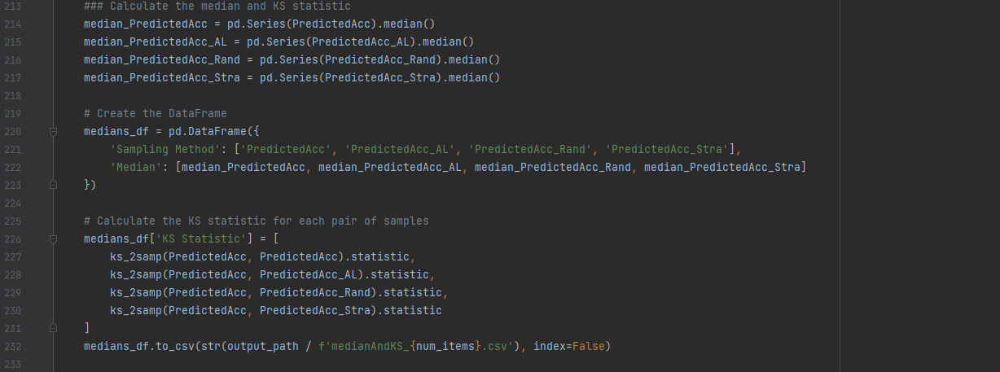 213 ### Calculate the median and KS statistic
214 median_PredictedAcc = pd.Series(PredictedAcc).median()
215 median_PredictedAcc_AL = pd.Series(PredictedAcc_AL).median()
216 median_PredictedAcc_Rand = pd.Series(PredictedAcc_Rand).median()
217 median_PredictedAcc_Stra = pd.Series(PredictedAcc_Stra).median()
218
219 # Create the DataFrame
220 medians_df = pd.DataFrame({
221 'Sampling Method': ['PredictedAcc', 'PredictedAcc_AL', 'PredictedAcc_Rand', 'PredictedAcc_Stra'],
222 'Median': [median_PredictedAcc, median_PredictedAcc_AL, median_PredictedAcc_Rand, median_PredictedAcc_Stra]
223 })
224
225 # Calculate the KS statistic for each pair of samples
226 medians_df['KS Statistic'] = [
227 ks_2samp(PredictedAcc, PredictedAcc).statistic,
228 ks_2samp(PredictedAcc, PredictedAcc_AL).statistic,
229 ks_2samp(PredictedAcc, PredictedAcc_Rand).statistic,
230 ks_2samp(PredictedAcc, PredictedAcc_Stra).statistic
231 ]
232 medians_df.to_csv(str(output_path / f'medianAndKS_{num_items}.csv'), index=False)
233